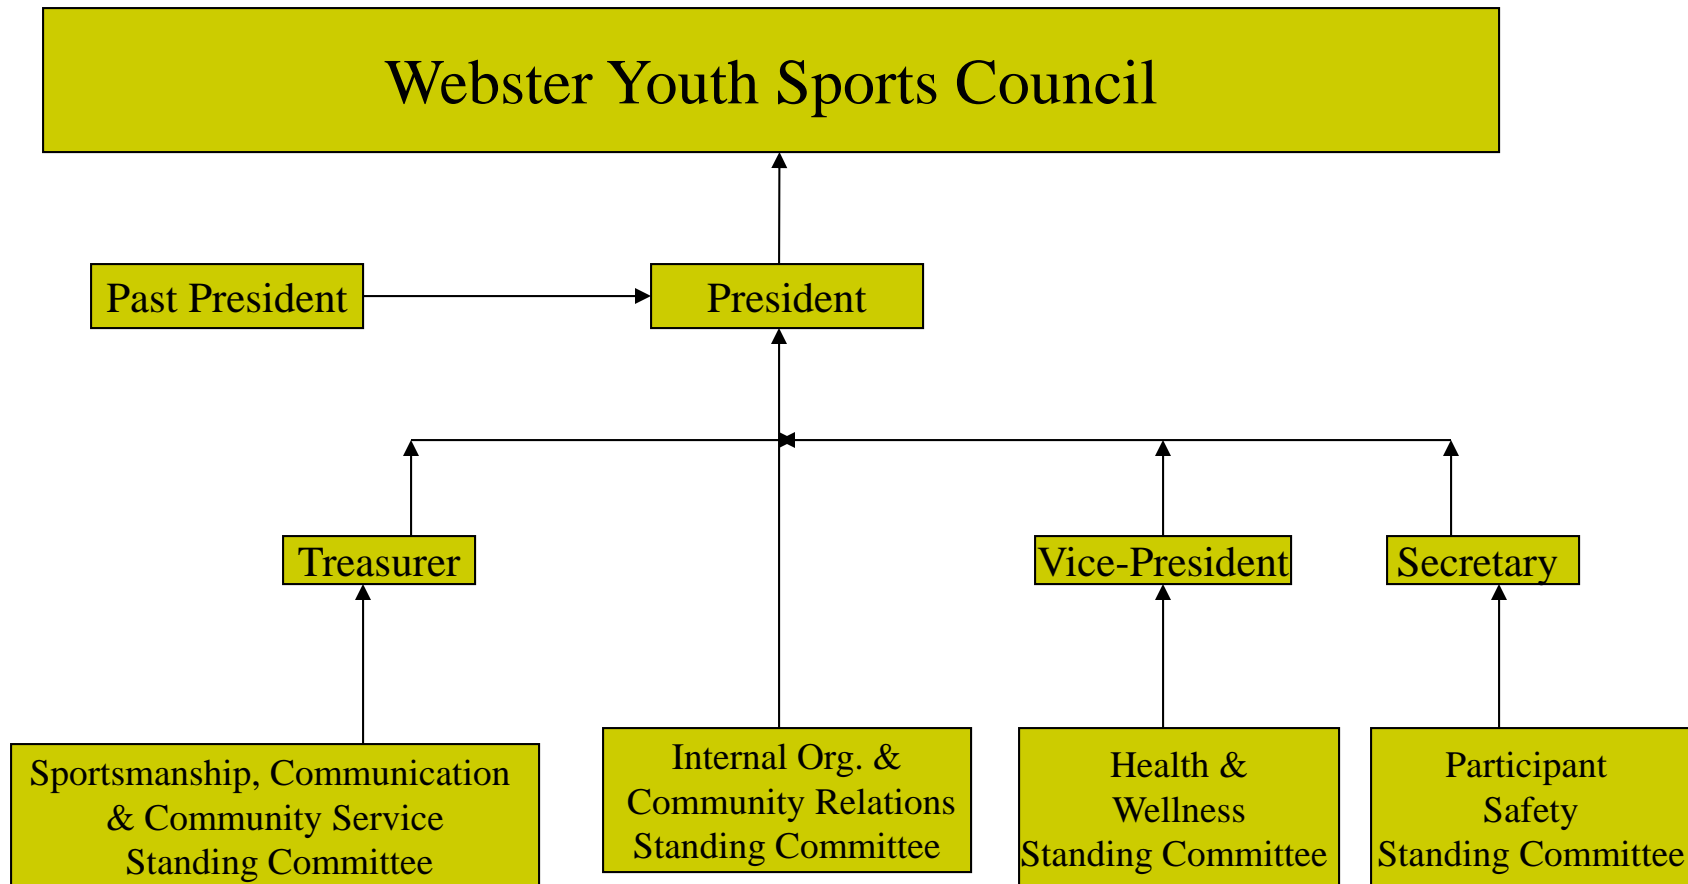 Webster Youth Sports Council
Past President
President
Treasurer
Vice-President
Secretary
Sportsmanship, Communication
& Community Service
Standing Committee
Internal Org. &
Community Relations
Standing Committee
Health &
Wellness
Standing Committee
Participant
Safety
Standing Committee